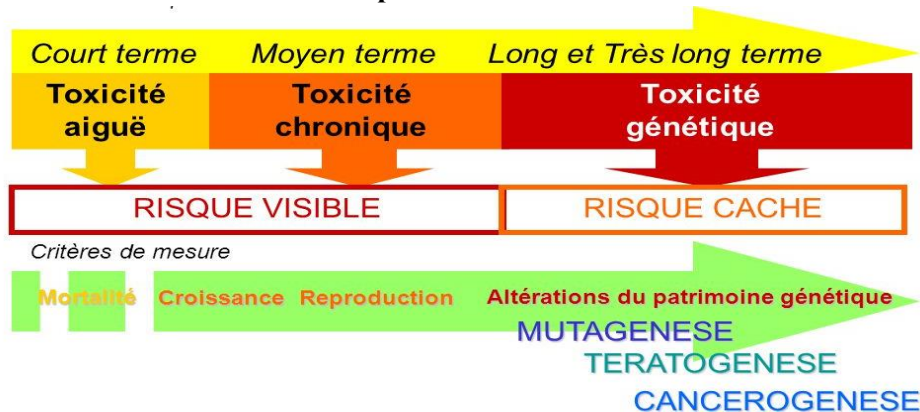 Court terme Moyen terme Long et Très long terme
Toxicité aiguë
Toxicité chronique
Toxicité génétique
RISQUE VISIBLE RISQUE CACHE
Critères de mesure
Mortalité Croissance Reproduction Altérations du patrimoine génétique
MUTAGENESE
TERATOGENESE
CANCEROGENESE